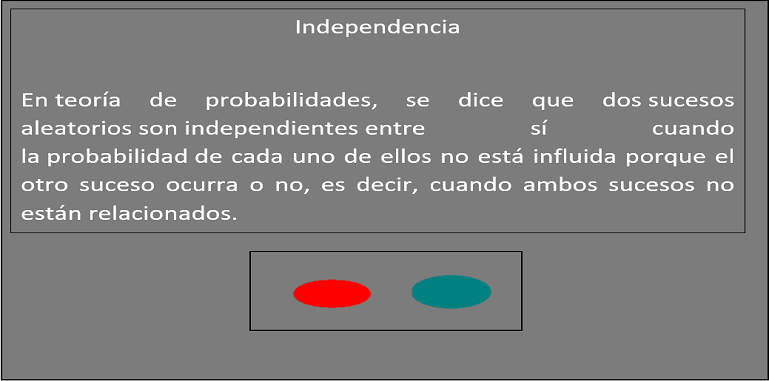 Independencia
En teoría de probabilidades, se dice que dos sucesos
aleatorios son independientes entre sí cuando
la probabilidad de cada uno de ellos no está influida porque el
otro suceso ocurra o no, es decir, cuando ambos sucesos no
están relacionados.